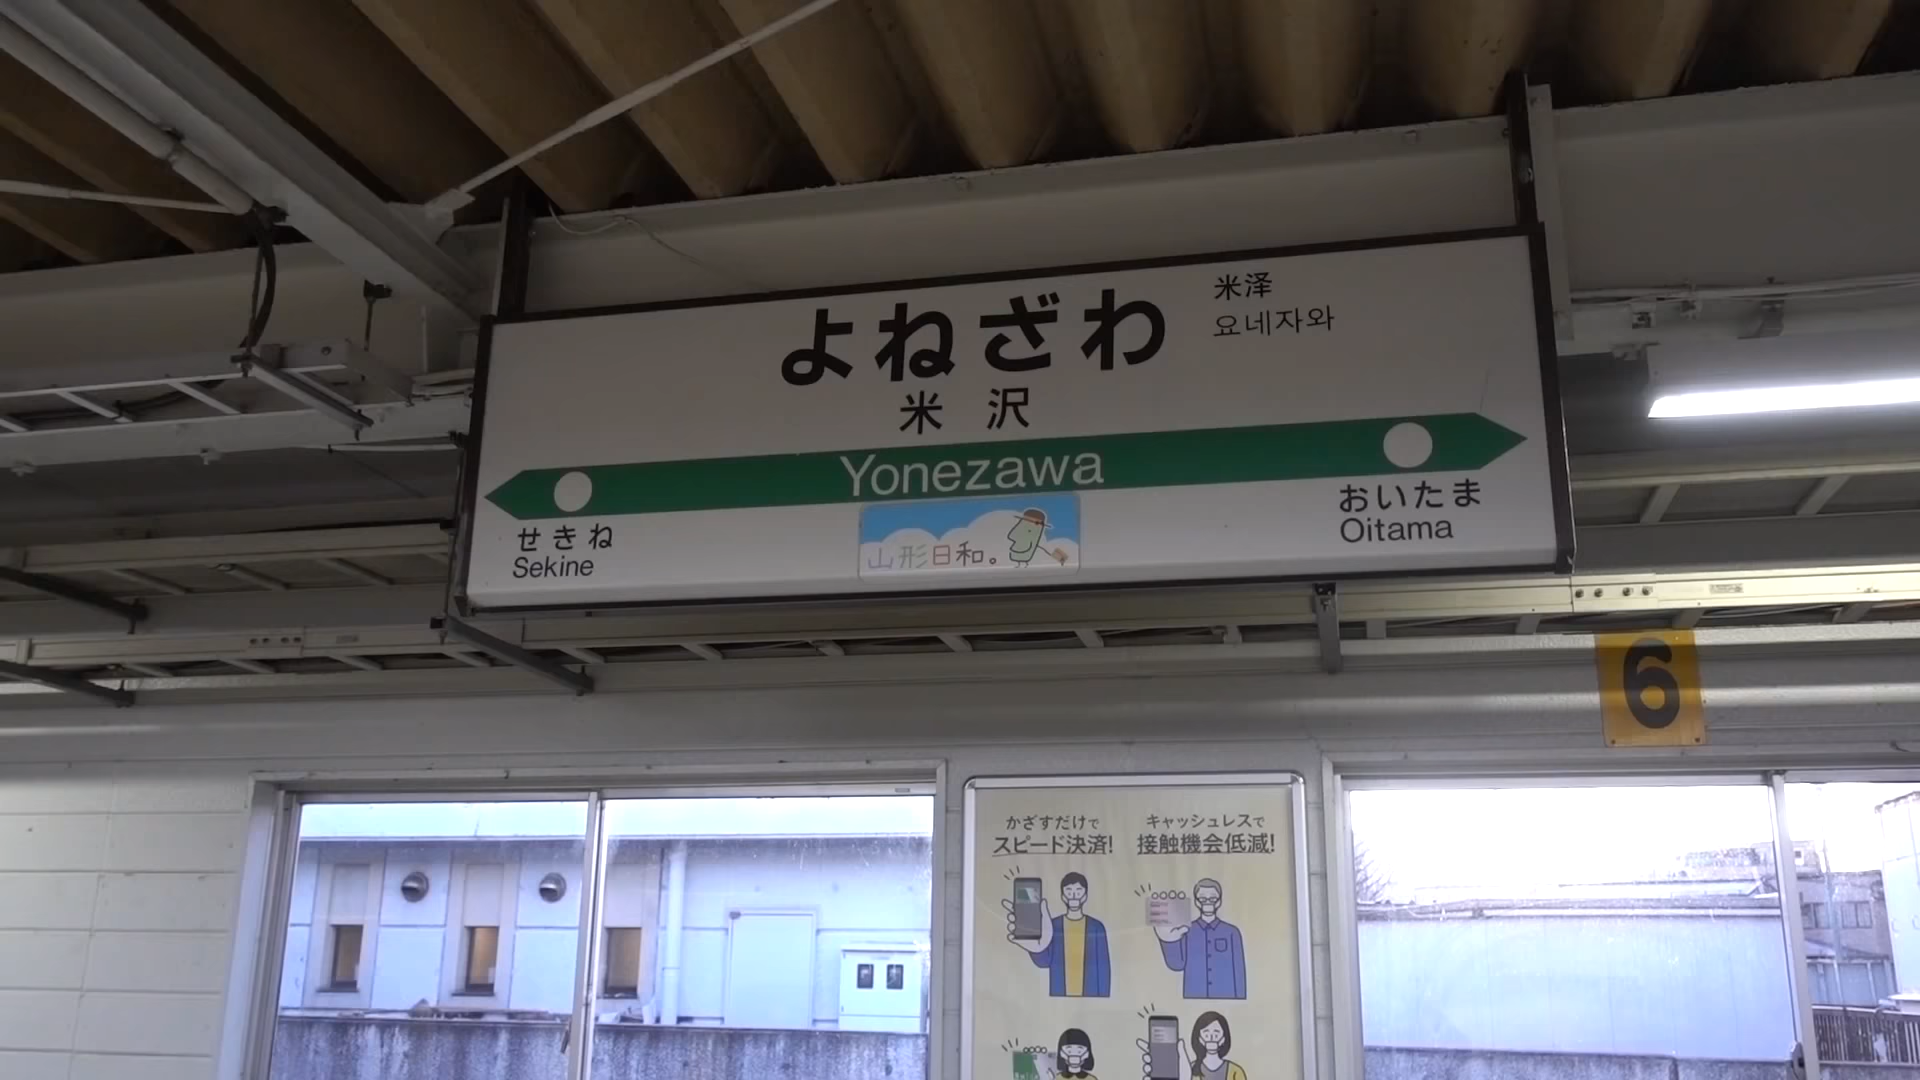 よねざわ
米泽
요네자와
米沢
Yonezawa
せきね
Sekine
山形日和。
おいたま
Oitama
6
かざすだけで
スピード決済!
キャッシュレスで
接触機会低減!